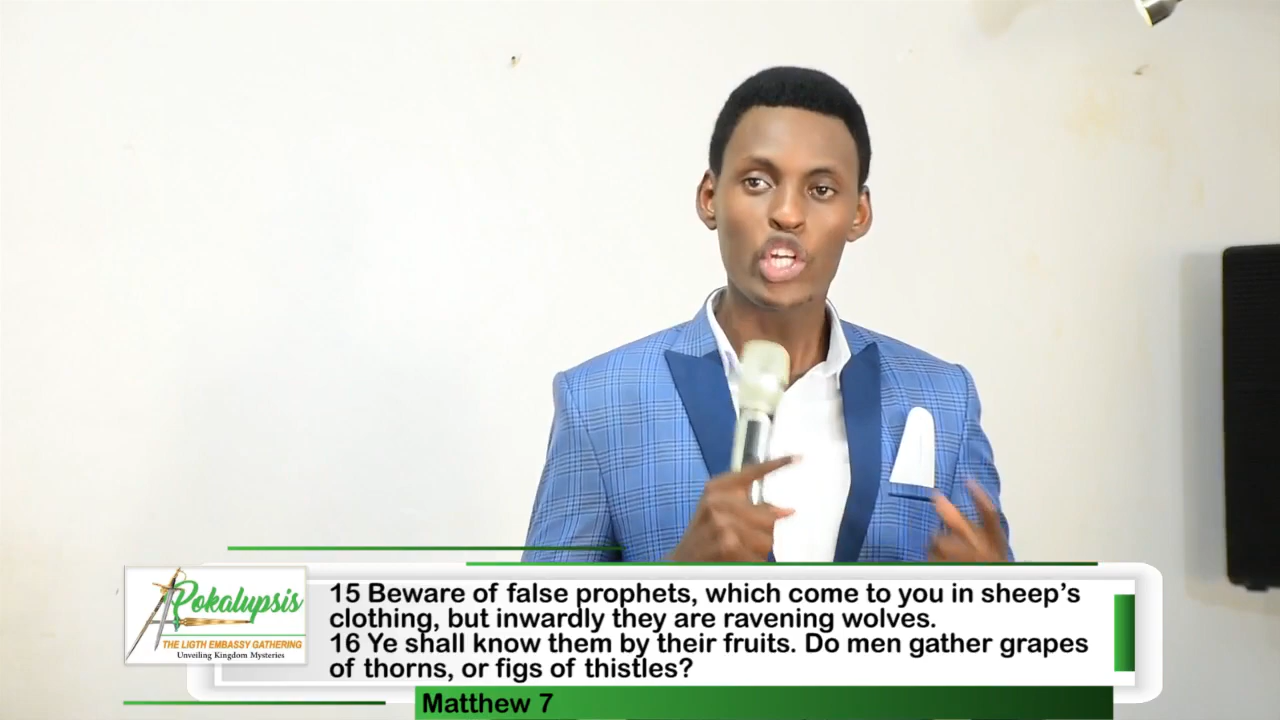 Apokalupsis
THE LIGTH EMBASSY GATHERING
Unveiling Kingdom Mysteries
15 Beware of false prophets, which come to you in sheep’s
clothing, but inwardly they are ravening wolves.
16 Ye shall know them by their fruits. Do men gather grapes
of thorns, or figs of thistles?
Matthew 7